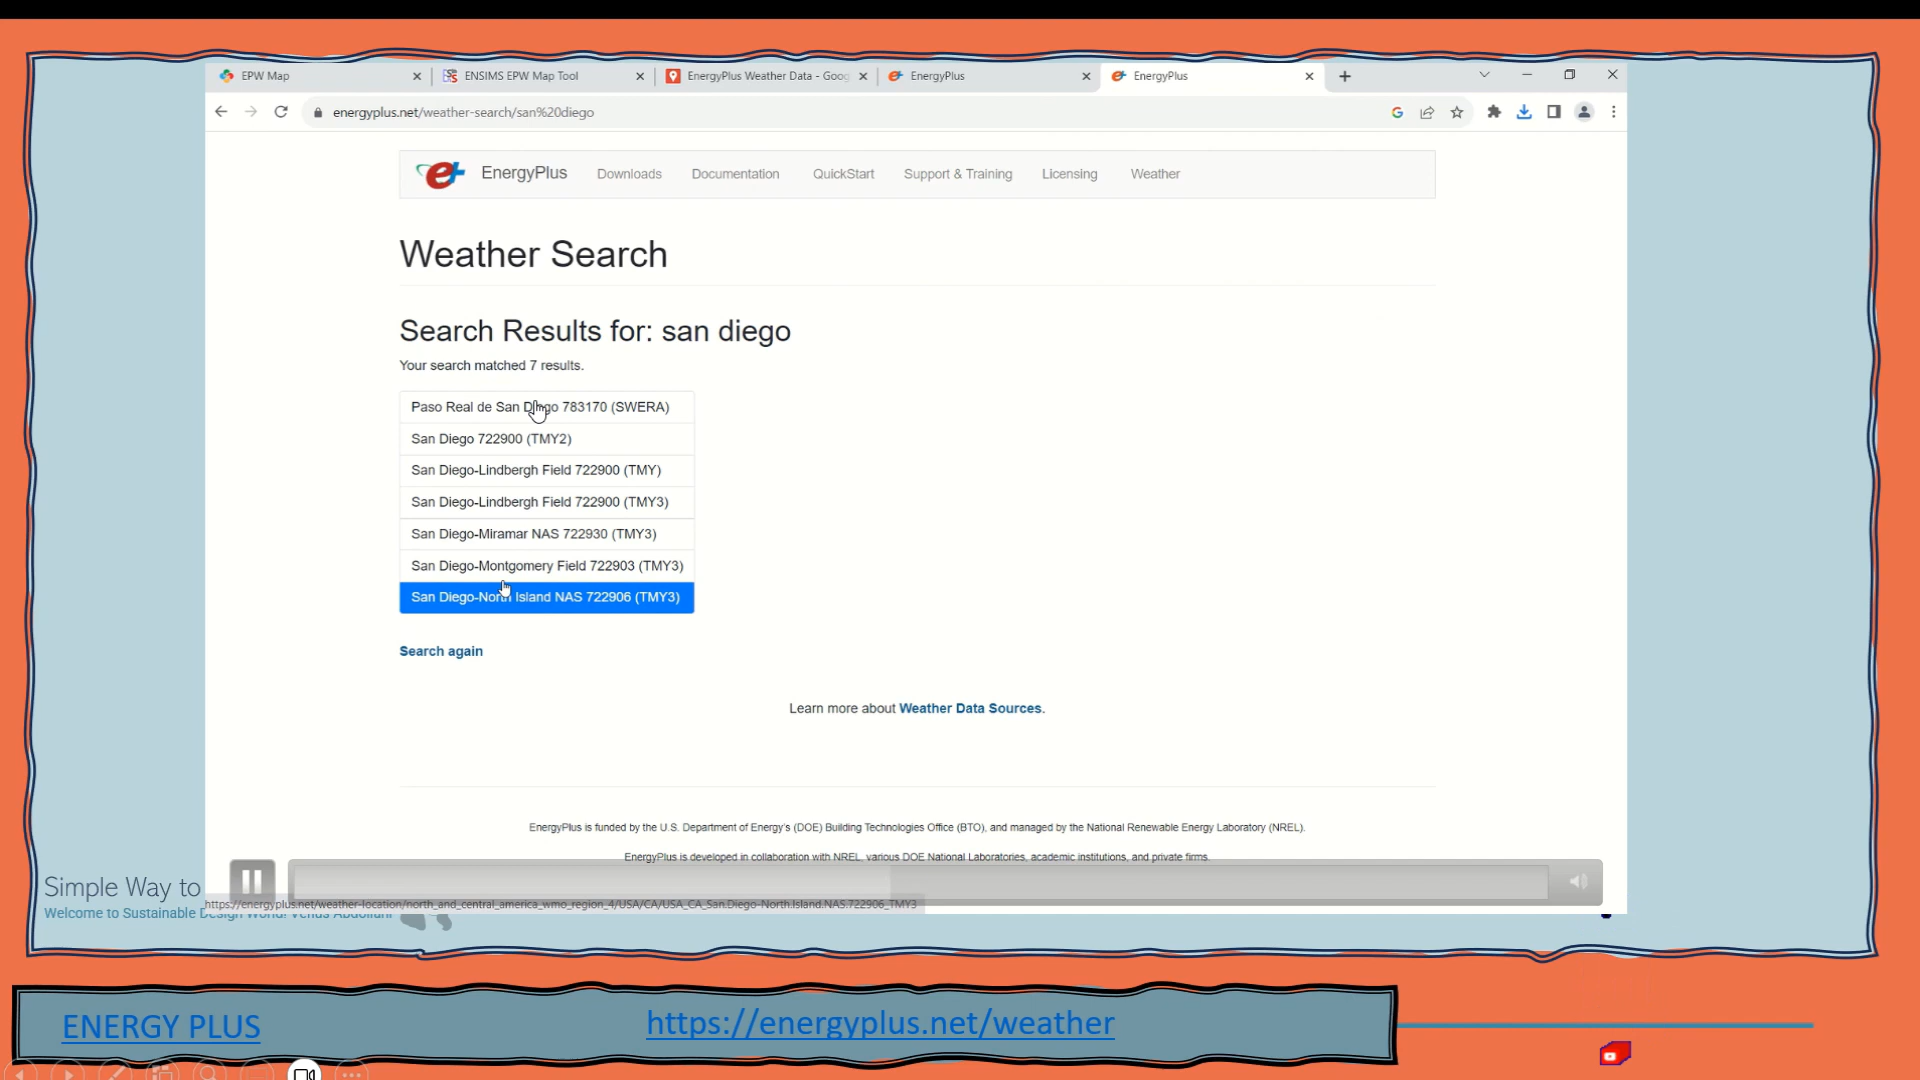 EPW Map
ENSIMS EPW Map Tool
EnergyPlus Weather Data - Goog
EnergyPlus
EnergyPlus
energyplus.net/weather-search/san%20diego
EnergyPlus
Downloads
Documentation
QuickStart
Support & Training
Licensing
Weather
Weather Search
Search Results for: san diego
Your search matched 7 results.
Paso Real de San Diego 783170 (SWERA)
San Diego 722900 (TMY2)
San Diego-Lindbergh Field 722900 (TMY)
San Diego-Lindbergh Field 722900 (TMY3)
San Diego-Miramar NAS 722930 (TMY3)
San Diego-Montgomery Field 722903 (TMY3)
San Diego-North Island NAS 722906 (TMY3)
Search again
Learn more about Weather Data Sources.
EnergyPlus is funded by the U.S. Department of Energy's (DOE) Building Technologies Office (BTO), and managed by the National Renewable Energy Laboratory (NREL).
EnergyPlus is developed in collaboration with NREL, various DOE National Laboratories, academic institutions, and private firms.
Simple Way to
https://energyplus.net/weather-location/north_and_central_america_wmo_region_4/USA/CA/USA_CA_San.Diego-North.Island.NAS.722906_TMY3
Welcome to Sustainable Design World! Venus
ENERGY PLUS
https://energyplus.net/weather